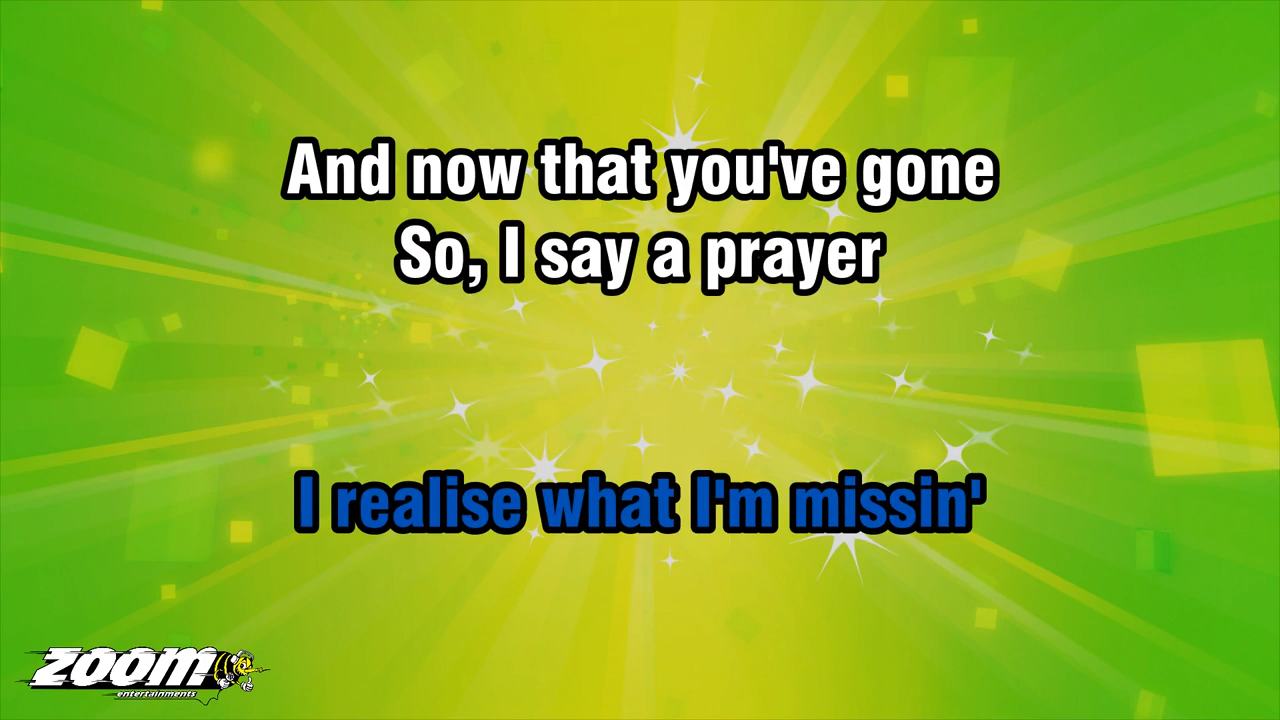 And now that you've gone
So, I say a prayer
I realise what I'm missin'
ZOOM
entertainments